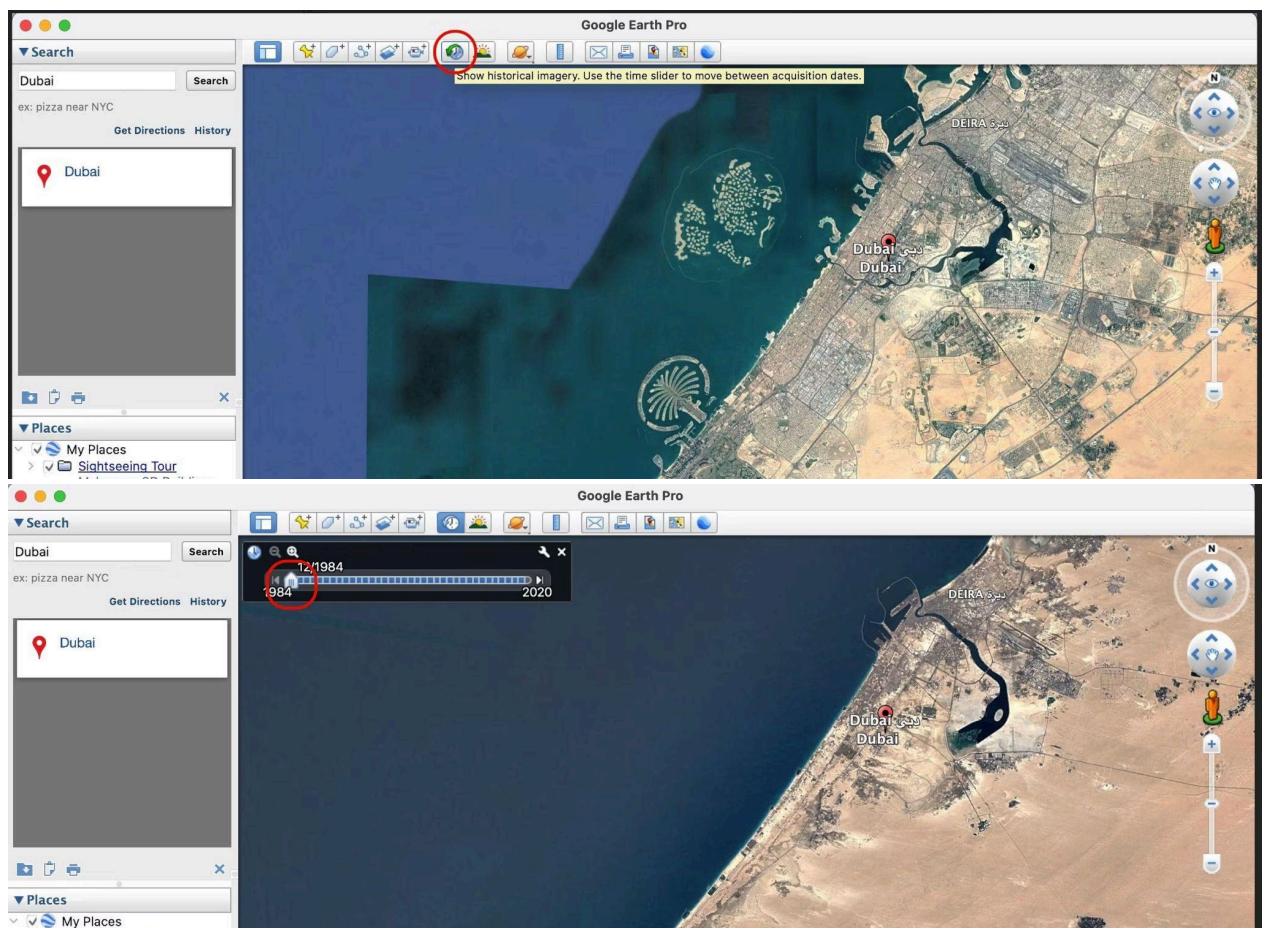 Google Earth Pro
▼ Search
Dubai
Search
Show historical imagery. Use the time slider to move between acquisition dates.
ex: pizza near NYC
Get Directions History
Dubai
N
DEIRA ديرة
Dubai دبي
Dubai
▼ Places
My Places
Sightseeing Tour
Google Earth Pro
▼ Search
Dubai
Search
ex: pizza near NYC
Get Directions History
Dubai
12/1984
1984
2020
N
DEIRA ديرة
Dubai دبي
Dubai
▼ Places
My Places